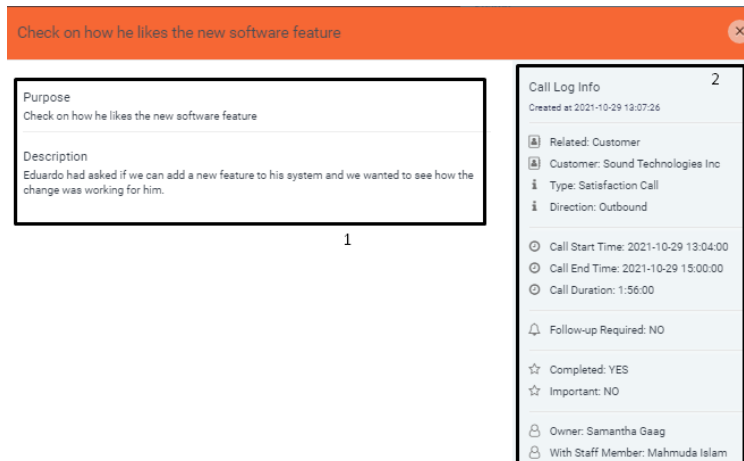 Check on how he likes the new software feature
Purpose
Check on how he likes the new software feature
Description
Eduardo had asked if we can add a new feature to his system and we wanted to see how the
change was working for him.
1
Call Log Info
2
Created at 2021-10-29 13:07:26
Related: Customer
Customer: Sound Technologies Inc
Type: Satisfaction Call
Direction: Outbound
Call Start Time: 2021-10-29 13:04:00
Call End Time: 2021-10-29 15:00:00
Call Duration: 1:56:00
Follow-up Required: NO
Completed: YES
Important: NO
Owner: Samantha Gaag
With Staff Member: Mahmuda Islam